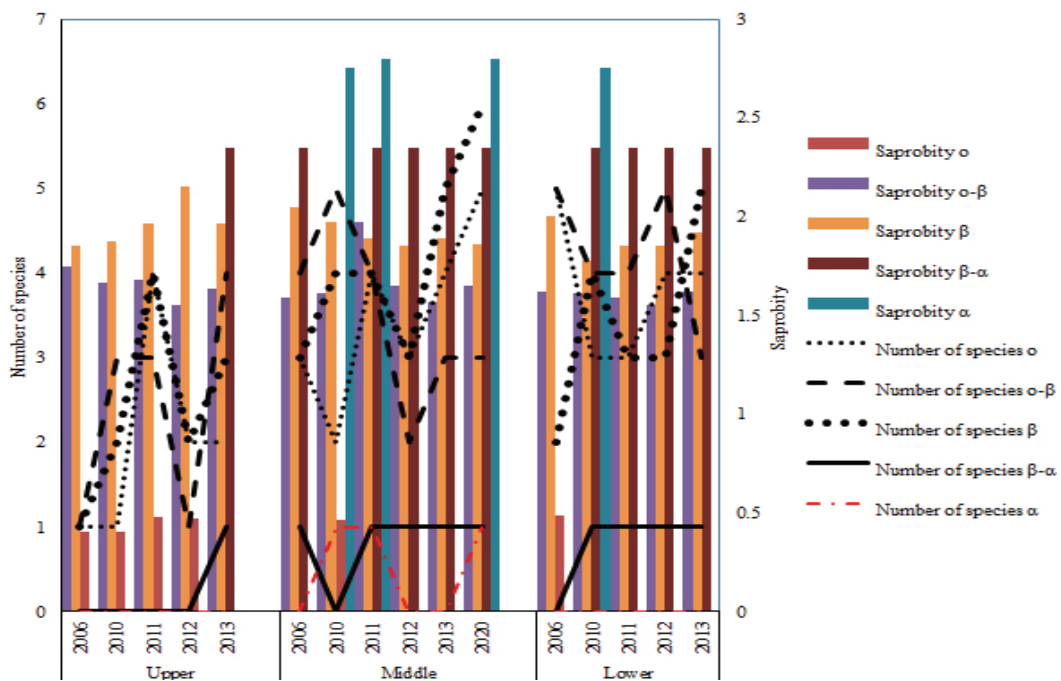 7
6
5
4
3
2
1
0
Number of species
3
2.5
2
1.5
1
0.5
0
Saprobity
2006
2010
2011
2012
2013
Upper
2006
2010
2011
2012
2013
2020
Middle
2006
2010
2011
2012
2013
Lower
Saprobity o
Saprobity o-β
Saprobity β
Saprobity β-α
Saprobity α
Number of species o
Number of species o-β
Number of species β
Number of species β-α
Number of species α